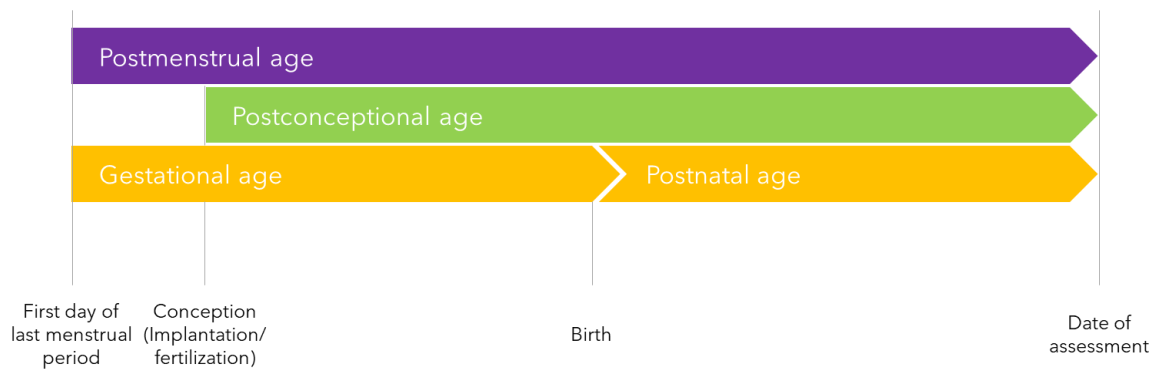 Postmenstrual age
Postconceptional age
Gestational age
Postnatal age
First day of
last menstrual
period
Conception
(Implantation/
fertilization)
Birth
Date of
assessment